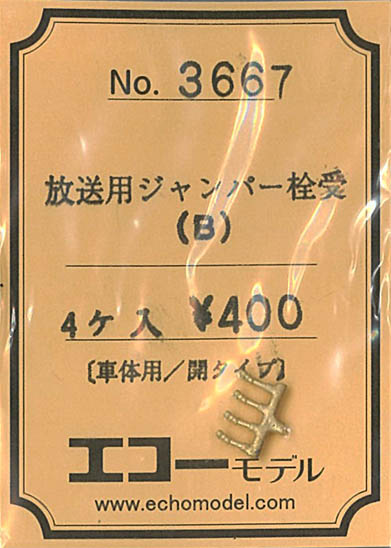 No. 3667
放送用ジャンパー栓受
(B)
4ケ入 ¥400
〔車体用/開タイプ〕
エコーモデル
www.echomodel.com